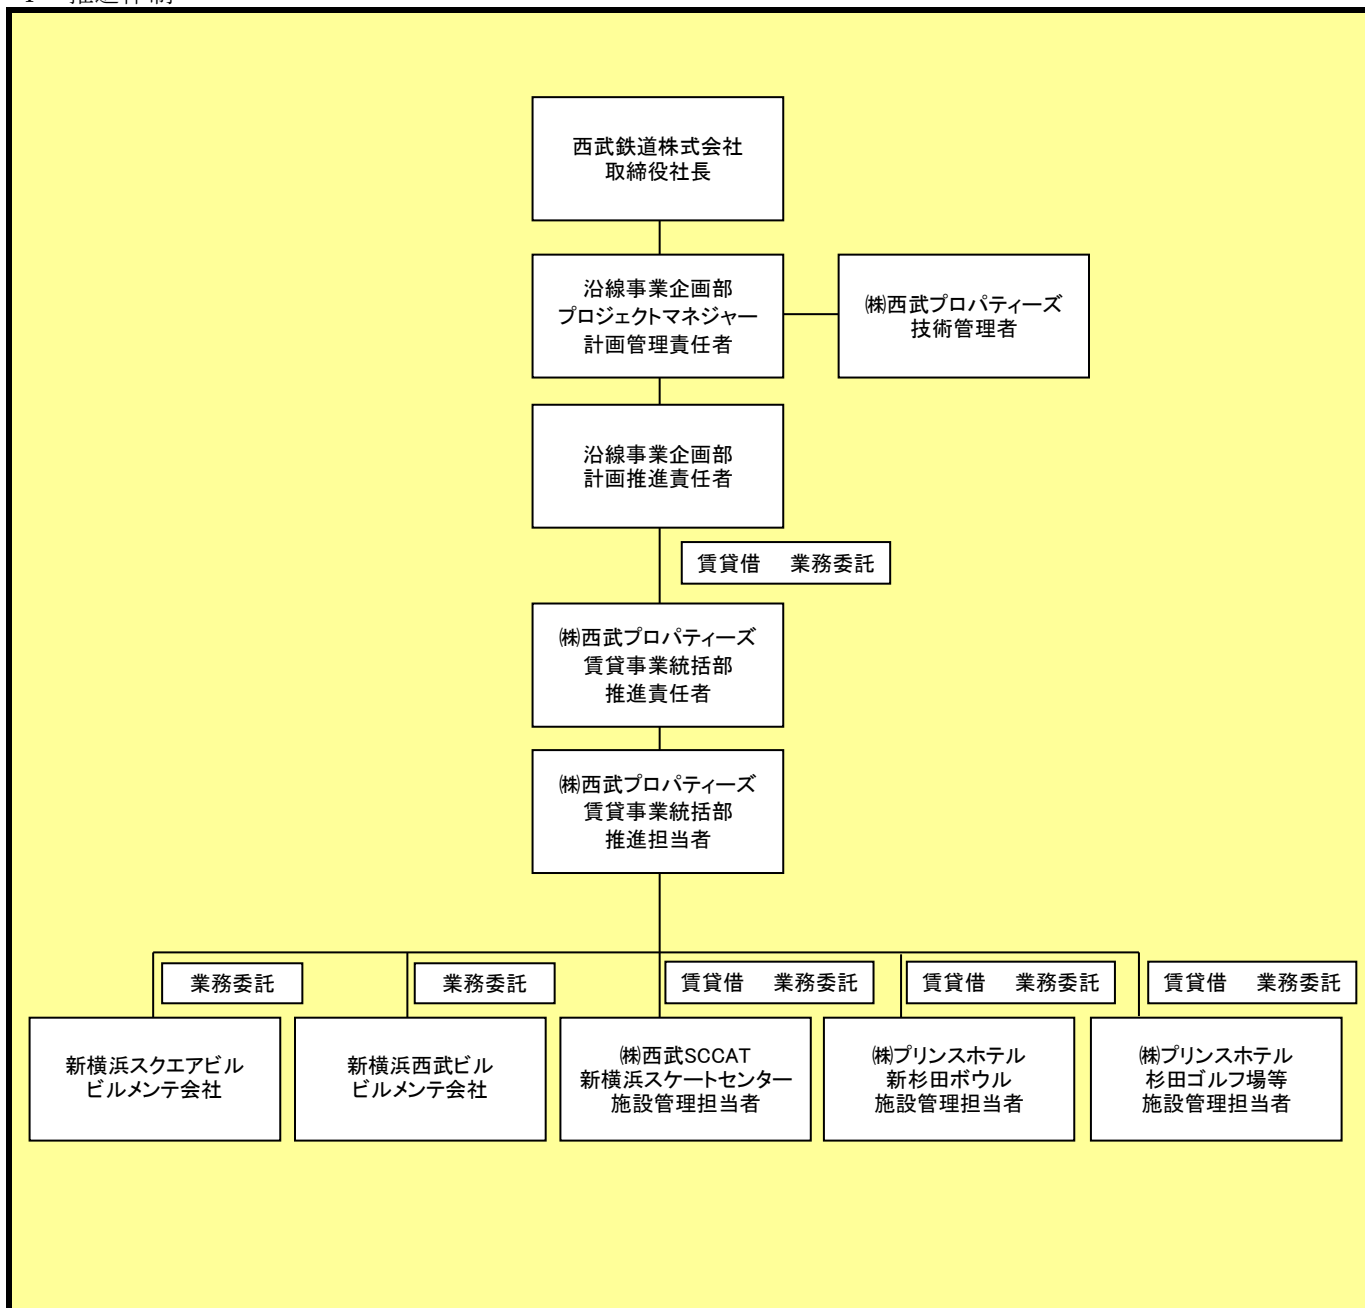 西武鉄道株式会社
取締役社長
沿線事業企画部
プロジェクトマネジャー
計画管理責任者
㈱西武プロパティーズ
技術管理者
沿線事業企画部
計画推進責任者
賃貸借　業務委託
㈱西武プロパティーズ
賃貸事業統括部
推進責任者
㈱西武プロパティーズ
賃貸事業統括部
推進担当者
業務委託
業務委託
賃貸借　業務委託
賃貸借　業務委託
賃貸借　業務委託
新横浜スクエアビル
ビルメンテ会社
新横浜西武ビル
ビルメンテ会社
㈱西武SCCAT
新横浜スケートセンター
施設管理担当者
㈱プリンスホテル
新杉田ボウル
施設管理担当者
㈱プリンスホテル
杉田ゴルフ場等
施設管理担当者